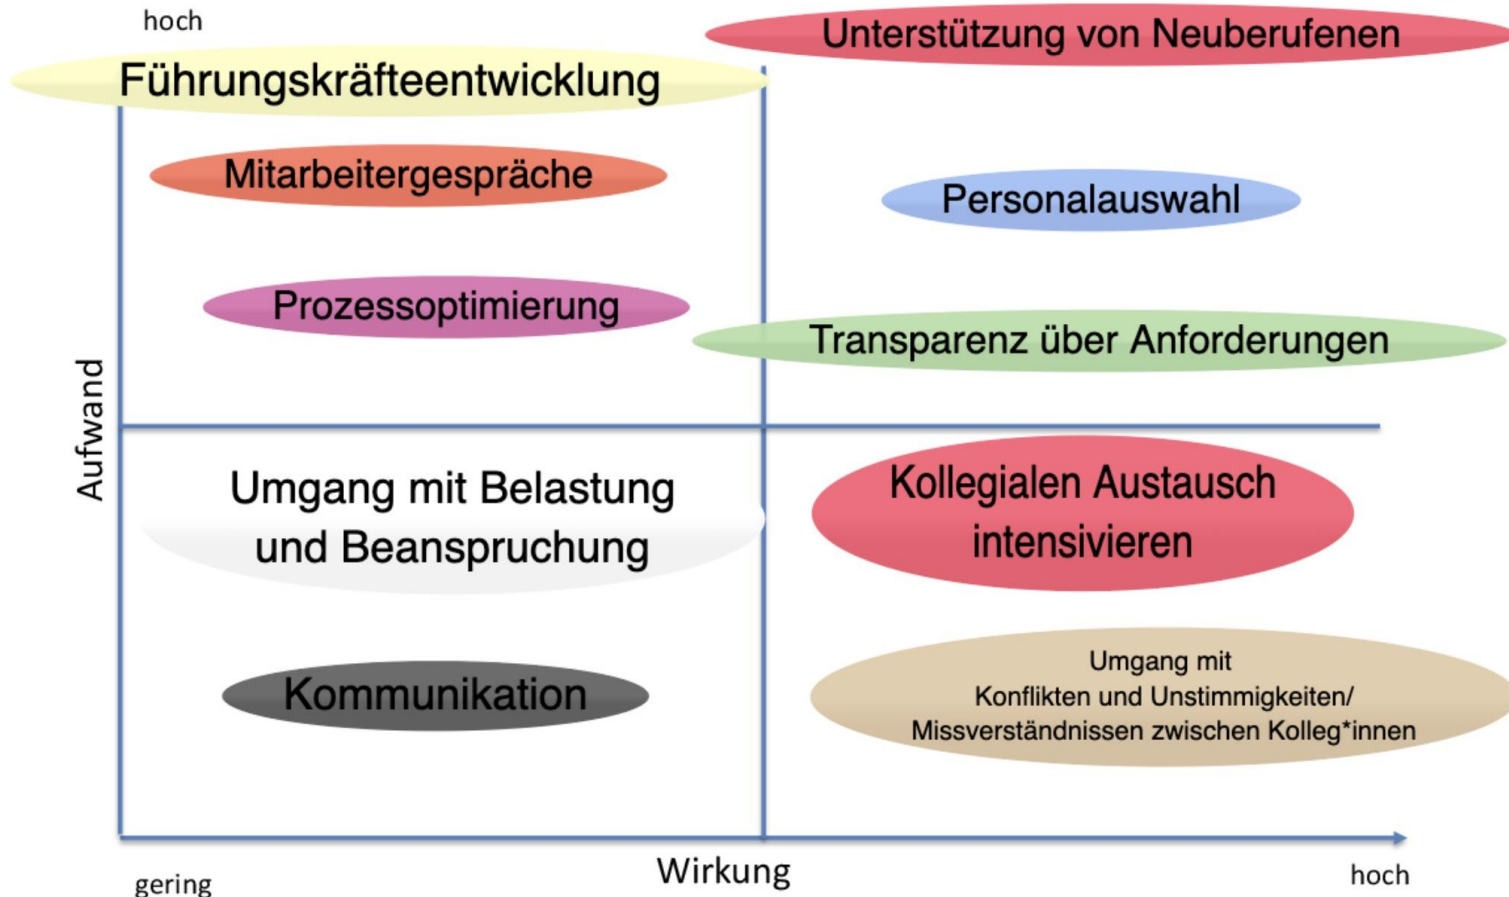 hoch
Unterstützung von Neuberufenen
Führungskräfteentwicklung
Mitarbeitergespräche
Personalauswahl
Prozessoptimierung
Transparenz über Anforderungen
Aufwand
Umgang mit Belastung
und Beanspruchung
Kollegialen Austausch
intensivieren
Kommunikation
Umgang mit
Konflikten und Unstimmigkeiten/
Missverständnissen zwischen Kolleg*innen
gering
Wirkung
hoch